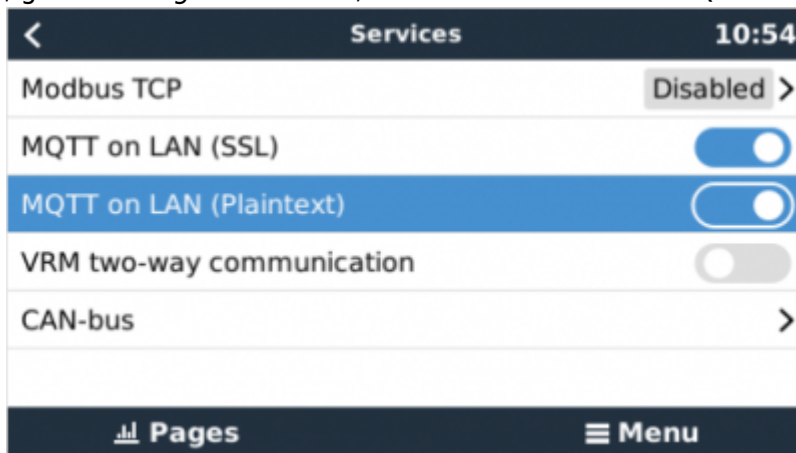 Services 10:54
Modbus TCP Disabled
MQTT on LAN (SSL)
MQTT on LAN (Plaintext)
VRM two-way communication
CAN-bus
Pages Menu